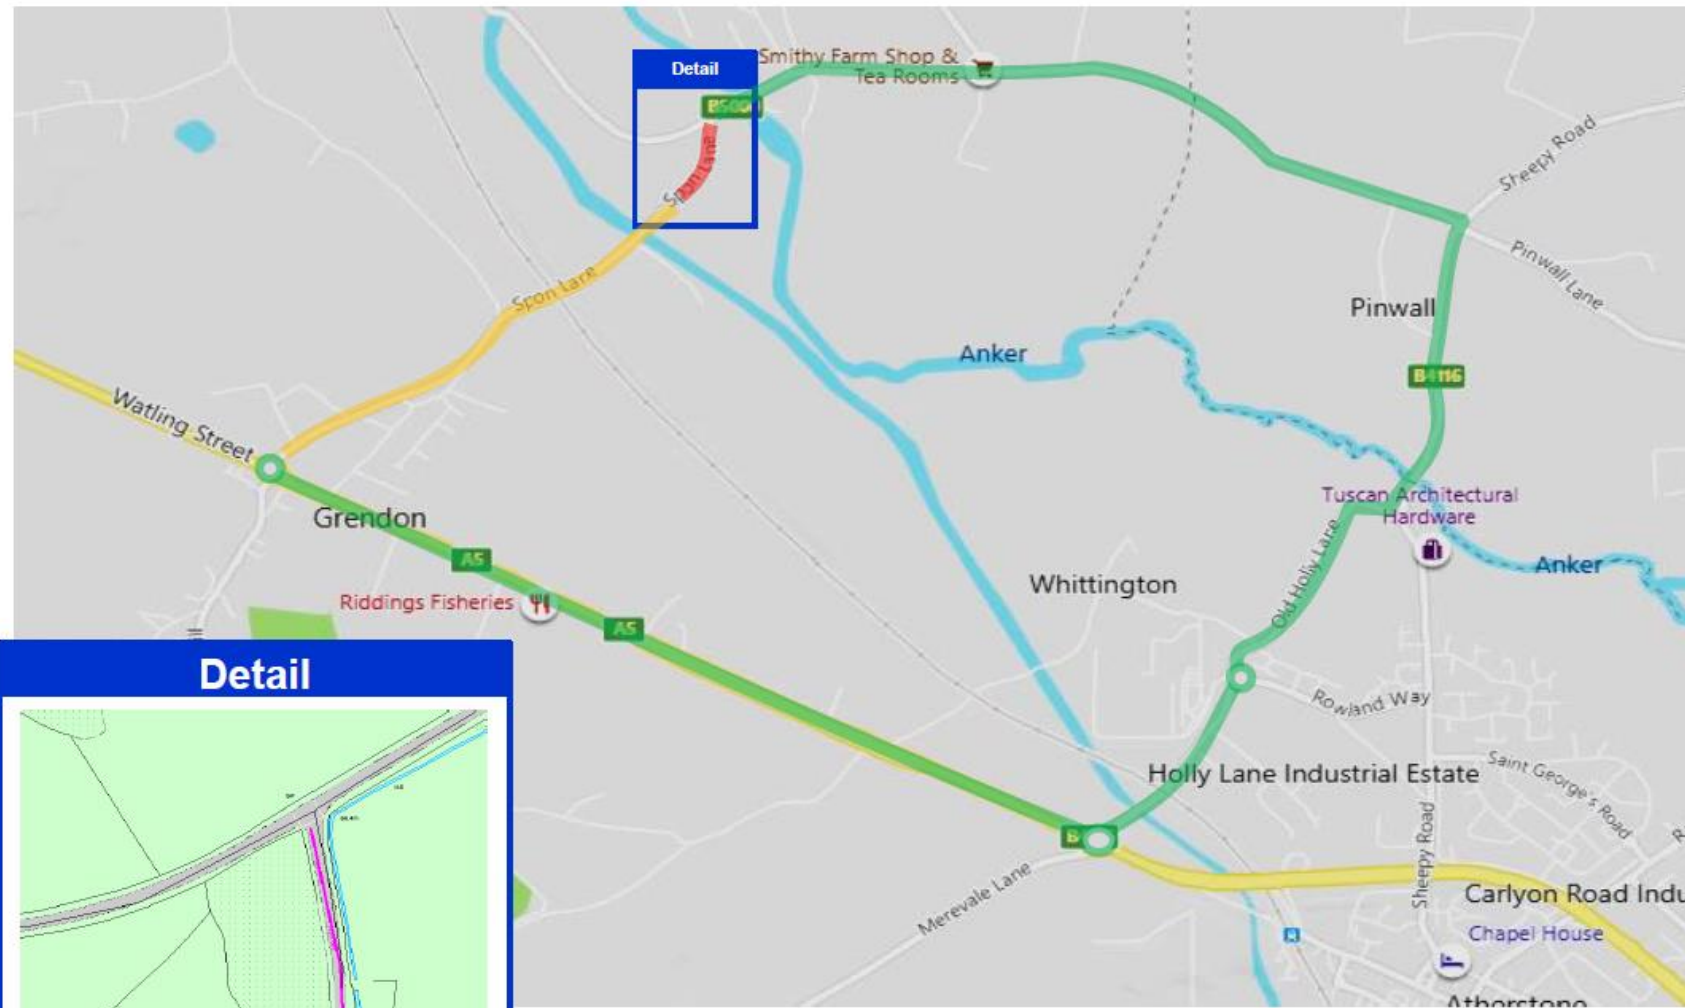 Smithy Farm Shop &
Tea Rooms
Detail
Spon Lane
Sheepy Road
Pinwall Lane
Spon Lane
Pinwall
Anker
B4116
Watling Street
Tuscan Architectural
Hardware
Grendon
A5
Old Holly Lane
Anker
Whittington
Riddings Fisheries
A5
Detail
Rowland Way
Holly Lane Industrial Estate
Saint George's Road
Sheepy Road
Merevale Lane
Carlyon Road Indu
Chapel House
Atherstone